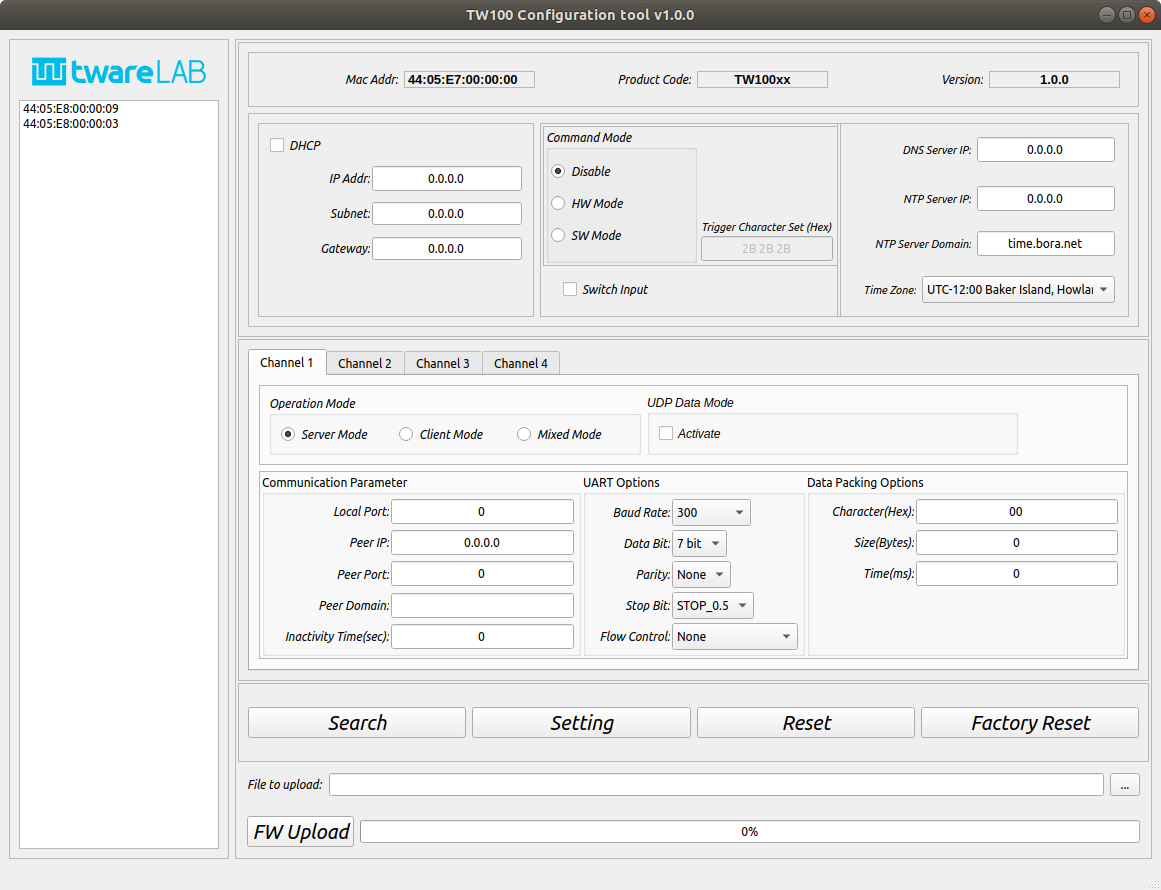 TW100 Configuration tool v1.0.0
twareLAB
44:05:E8:00:00:09
44:05:E8:00:00:03
Mac Addr: 44:05:E7:00:00:00 Product Code: TW100xx Version: 1.0.0
DHCP
IP Addr: 0.0.0.0
Subnet: 0.0.0.0
Gateway: 0.0.0.0
Command Mode
Disable
HW Mode
SW Mode
Trigger Character Set (Hex)
2B 2B 2B
Switch Input
DNS Server IP: 0.0.0.0
NTP Server IP: 0.0.0.0
NTP Server Domain: time.bora.net
Time Zone: UTC-12:00 Baker Island, Howlan
Channel 1 Channel 2 Channel 3 Channel 4
Operation Mode
Server Mode Client Mode Mixed Mode
UDP Data Mode
Activate
Communication Parameter
Local Port: 0
Peer IP: 0.0.0.0
Peer Port: 0
Peer Domain:
Inactivity Time(sec): 0
UART Options
Baud Rate: 300
Data Bit: 7 bit
Parity: None
Stop Bit: STOP_0.5
Flow Control: None
Data Packing Options
Character(Hex): 00
Size(Bytes): 0
Time(ms): 0
Search Setting Reset Factory Reset
File to upload: ...
FW Upload 0%